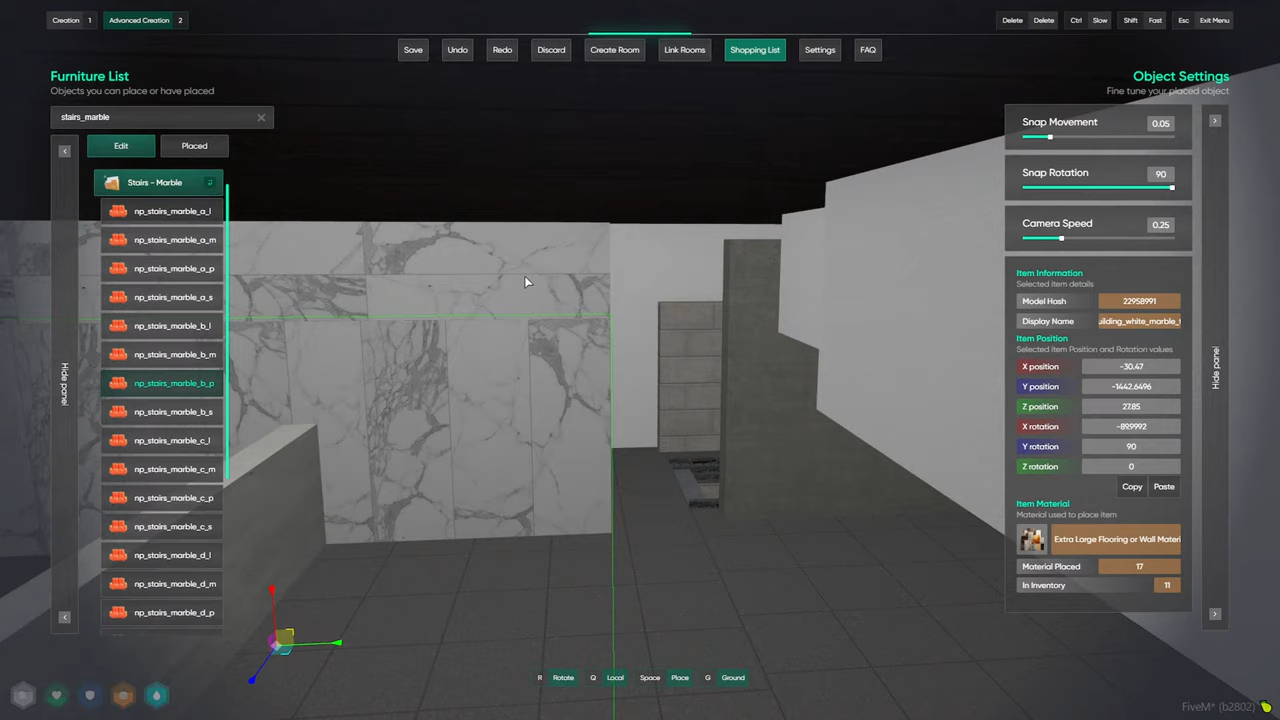 Creation 1 Advanced Creation 2
Delete Delete Ctrl Slow Shift Fast Esc Exit Menu
Save Undo Redo Discard Create Room Link Rooms Shopping List Settings FAQ
Furniture List
Objects you can place or have placed
stairs_marble
Edit Placed
Hide panel
Stairs - Marble
np_stairs_marble_a_l
np_stairs_marble_a_m
np_stairs_marble_a_p
np_stairs_marble_a_s
np_stairs_marble_b_l
np_stairs_marble_b_m
np_stairs_marble_b_p
np_stairs_marble_b_s
np_stairs_marble_c_l
np_stairs_marble_c_m
np_stairs_marble_c_p
np_stairs_marble_c_s
np_stairs_marble_d_l
np_stairs_marble_d_m
np_stairs_marble_d_p
Object Settings
Fine tune your placed object
Snap Movement 0.05
Snap Rotation 90
Camera Speed 0.25
Item Information
Selected item details
Model Hash 22958991
Display Name uilding_white_marble_
Item Position
Selected Item Position and Rotation values
X position -30.47
Y position -1442.6496
Z position 27.85
X rotation -89.9992
Y rotation 90
Z rotation 0
Copy Paste
Item Material
Material used to place item
Extra Large Flooring or Wall Materi
Material Placed 17
In Inventory 11
Hide panel
R Rotate Q Local Space Place G Ground
FiveM* (b2802)